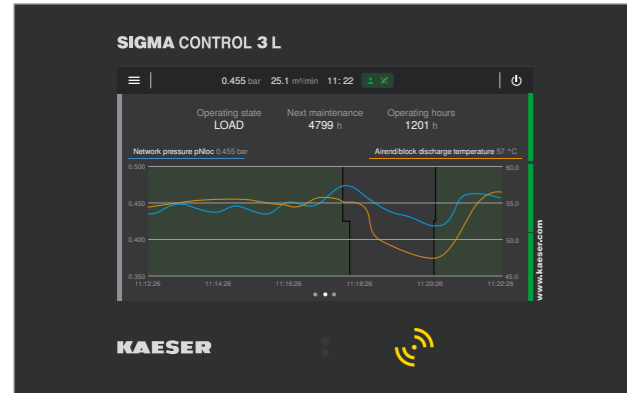 SIGMA CONTROL 3 L
0.455 bar 25.1 m³/min 11:22
Operating state Next maintenance Operating hours
LOAD 4799 h 1201 h
Network pressure pNloc 0.455 bar Airend/block discharge temperature 57 °C
0.500 60.0
0.450 55.0
0.400 50.0
0.350 45.0
11:12:26 11:14:26 11:16:26 11:18:26 11:20:26 11:22:26
www.kaeser.com
KAESER